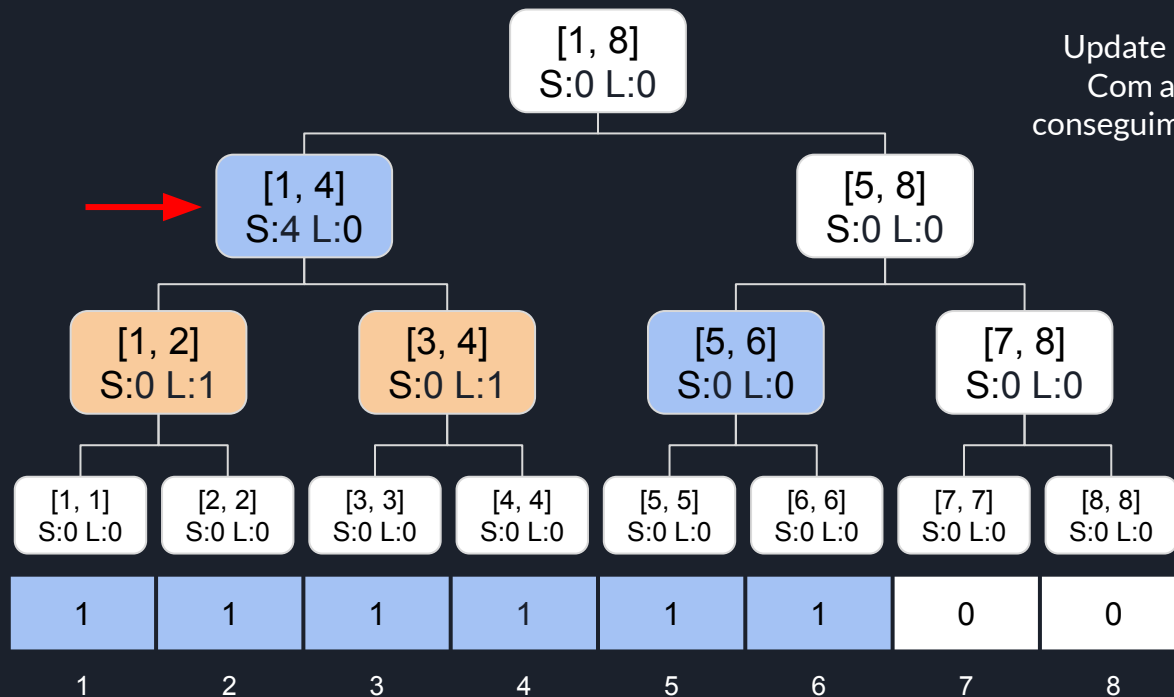 [1, 8]
S:0 L:0
Update
Com a
conseguim
[1, 4]
S:4 L:0
[5, 8]
S:0 L:0
[1, 2]
S:0 L:1
[3, 4]
S:0 L:1
[5, 6]
S:0 L:0
[7, 8]
S:0 L:0
[1, 1]
S:0 L:0
[2, 2]
S:0 L:0
[3, 3]
S:0 L:0
[4, 4]
S:0 L:0
[5, 5]
S:0 L:0
[6, 6]
S:0 L:0
[7, 7]
S:0 L:0
[8, 8]
S:0 L:0
1 1 1 1 1 1 0 0
1 2 3 4 5 6 7 8